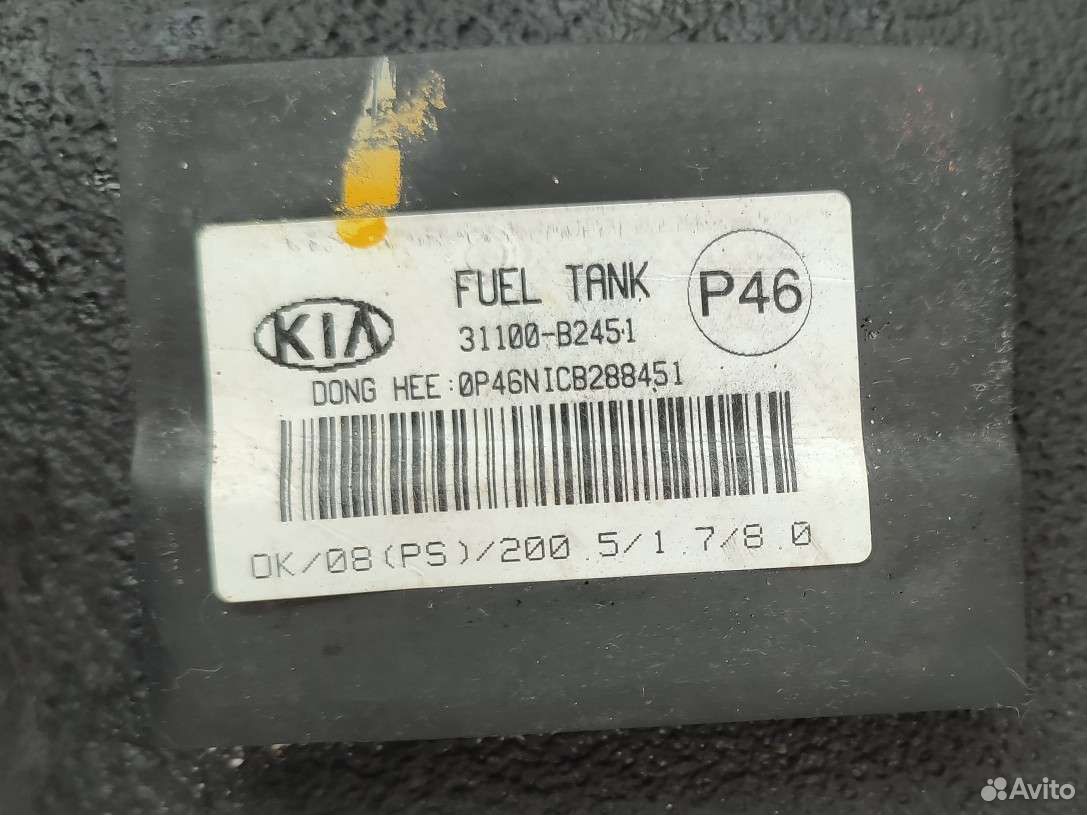 FUEL TANK
P46
KIA
31100-B2451
DONG HEE:0P46NICB288451
OK/08(PS)/200.5/1.7/8.0
Avito